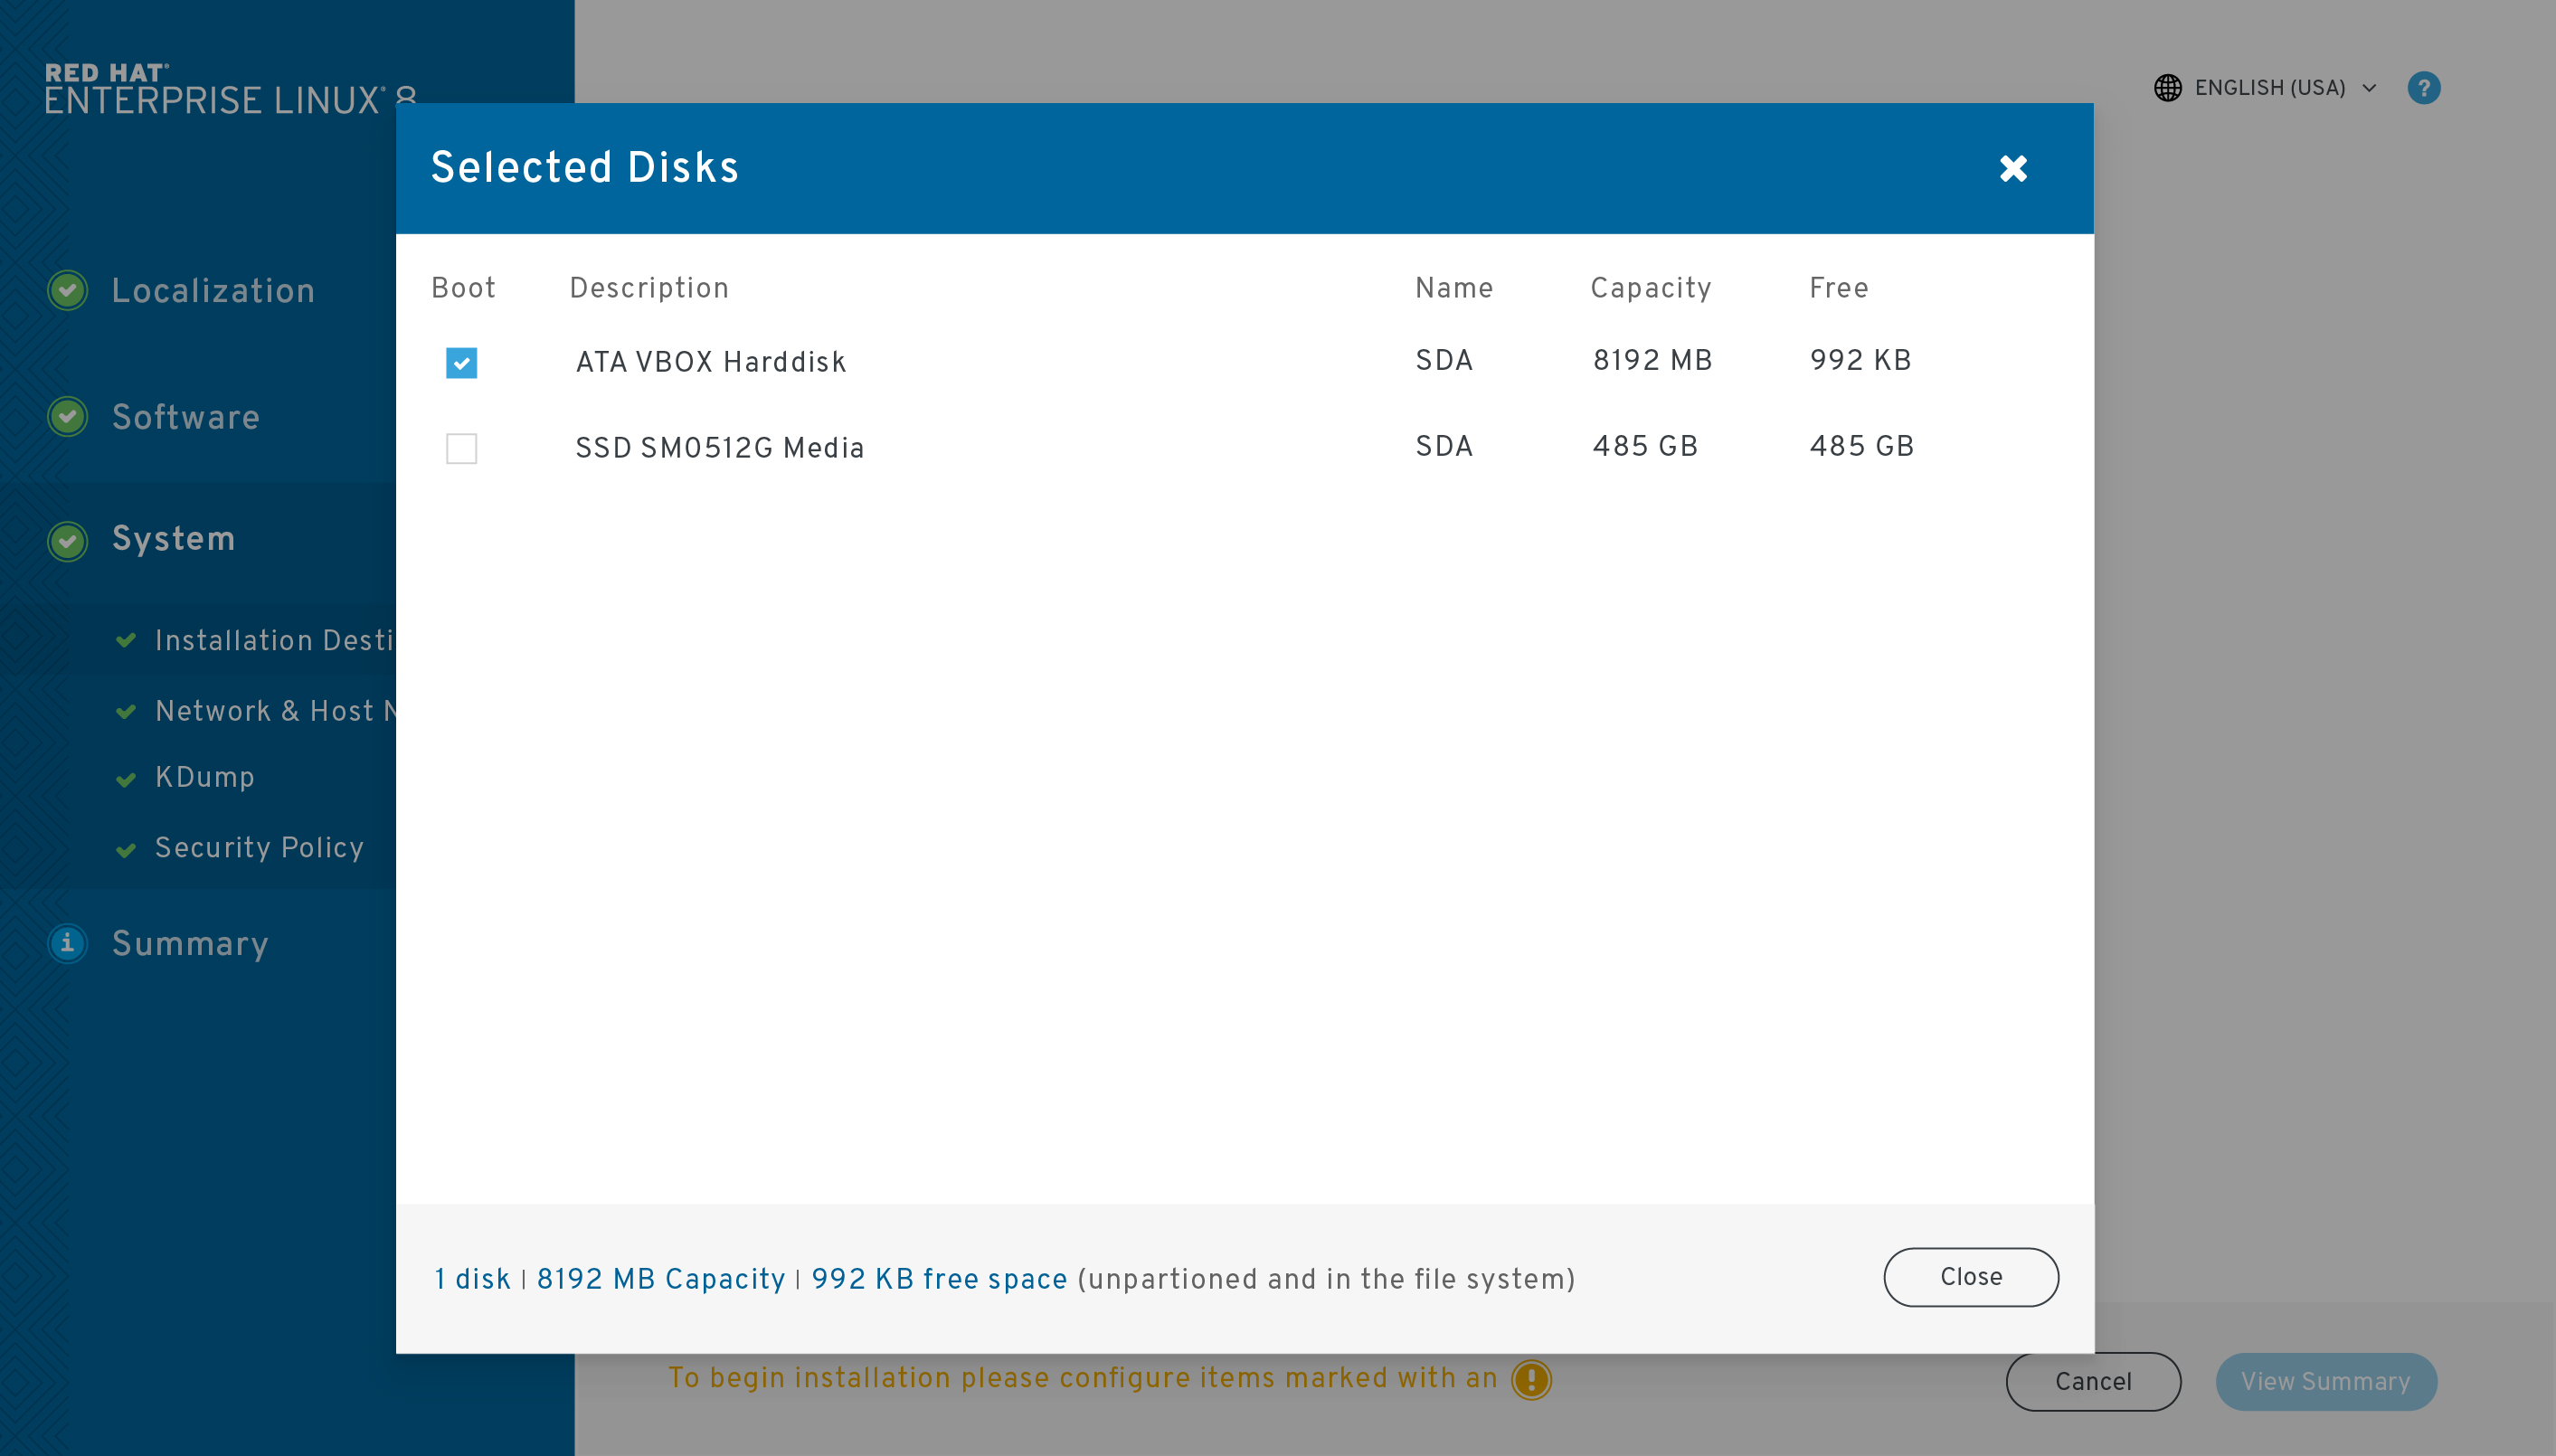 RED HAT®
ENTERPRISE LINUX® 8
ENGLISH (USA)
?
Selected Disks
Localization
Software
System
Installation Desti
Network & Host N
KDump
Security Policy
Summary
Boot Description Name Capacity Free
ATA VBOX Harddisk SDA 8192 MB 992 KB
SSD SM0512G Media SDA 485 GB 485 GB
1 disk | 8192 MB Capacity | 992 KB free space (unpartioned and in the file system)
Close
To begin installation please configure items marked with an
Cancel
View Summary